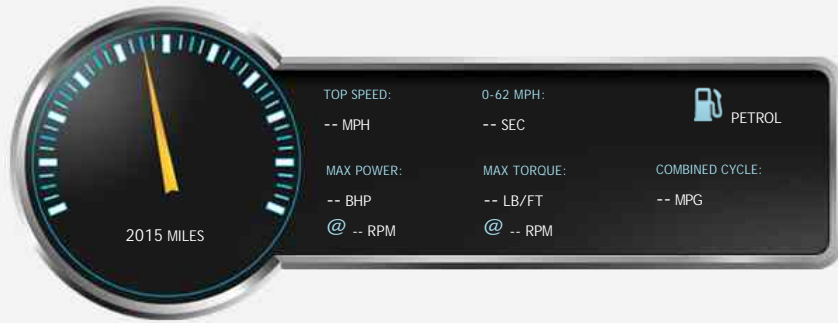 TOP SPEED:
-- MPH
0-62 MPH:
-- SEC
PETROL
MAX POWER:
-- BHP
@ -- RPM
MAX TORQUE:
-- LB/FT
@ -- RPM
COMBINED CYCLE:
-- MPG
2015 MILES